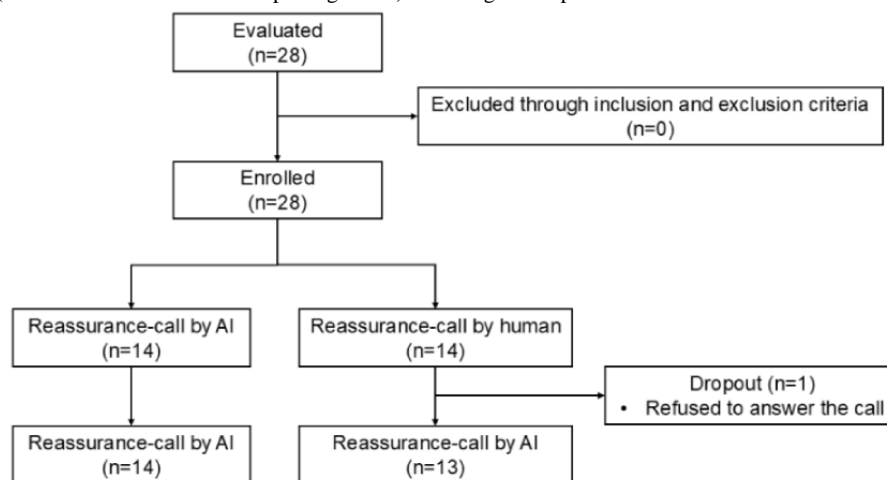 Evaluated
(n=28)
Excluded through inclusion and exclusion criteria
(n=0)
Enrolled
(n=28)
Reassurance-call by AI
(n=14)
Reassurance-call by human
(n=14)
Dropout (n=1)
• Refused to answer the call
Reassurance-call by AI
(n=14)
Reassurance-call by AI
(n=13)